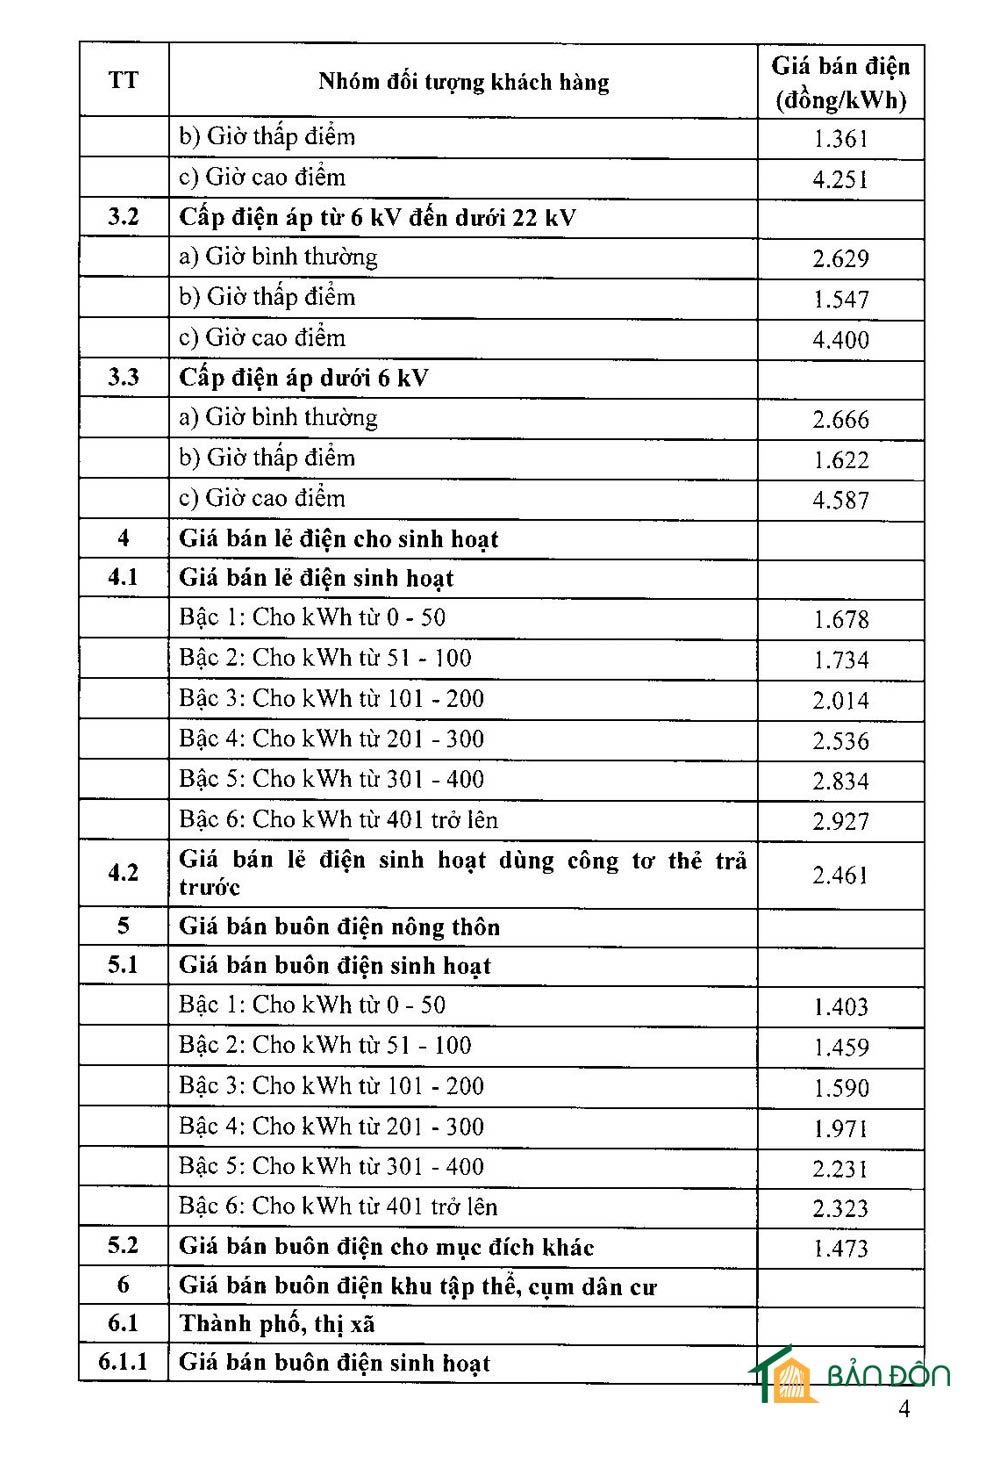 TT Nhóm đối tượng khách hàng Giá bán điện
(đồng/kWh)
b) Giờ thấp điểm 1.361
c) Giờ cao điểm 4.251
3.2 Cấp điện áp từ 6 kV đến dưới 22 kV
a) Giờ bình thường 2.629
b) Giờ thấp điểm 1.547
c) Giờ cao điểm 4.400
3.3 Cấp điện áp dưới 6 kV
a) Giờ bình thường 2.666
b) Giờ thấp điểm 1.622
c) Giờ cao điểm 4.587
4 Giá bán lẻ điện cho sinh hoạt
4.1 Giá bán lẻ điện sinh hoạt
Bậc 1: Cho kWh từ 0 - 50 1.678
Bậc 2: Cho kWh từ 51 - 100 1.734
Bậc 3: Cho kWh từ 101 - 200 2.014
Bậc 4: Cho kWh từ 201 - 300 2.536
Bậc 5: Cho kWh từ 301 - 400 2.834
Bậc 6: Cho kWh từ 401 trở lên 2.927
4.2 Giá bán lẻ điện sinh hoạt dùng công tơ thẻ trả
trước 2.461
5 Giá bán buôn điện nông thôn
5.1 Giá bán buôn điện sinh hoạt
Bậc 1: Cho kWh từ 0 - 50 1.403
Bậc 2: Cho kWh từ 51 - 100 1.459
Bậc 3: Cho kWh từ 101 - 200 1.590
Bậc 4: Cho kWh từ 201 - 300 1.971
Bậc 5: Cho kWh từ 301 - 400 2.231
Bậc 6: Cho kWh từ 401 trở lên 2.323
5.2 Giá bán buôn điện cho mục đích khác 1.473
6 Giá bán buôn điện khu tập thể, cụm dân cư
6.1 Thành phố, thị xã
6.1.1 Giá bán buôn điện sinh hoạt
BẢN ĐÔN
4